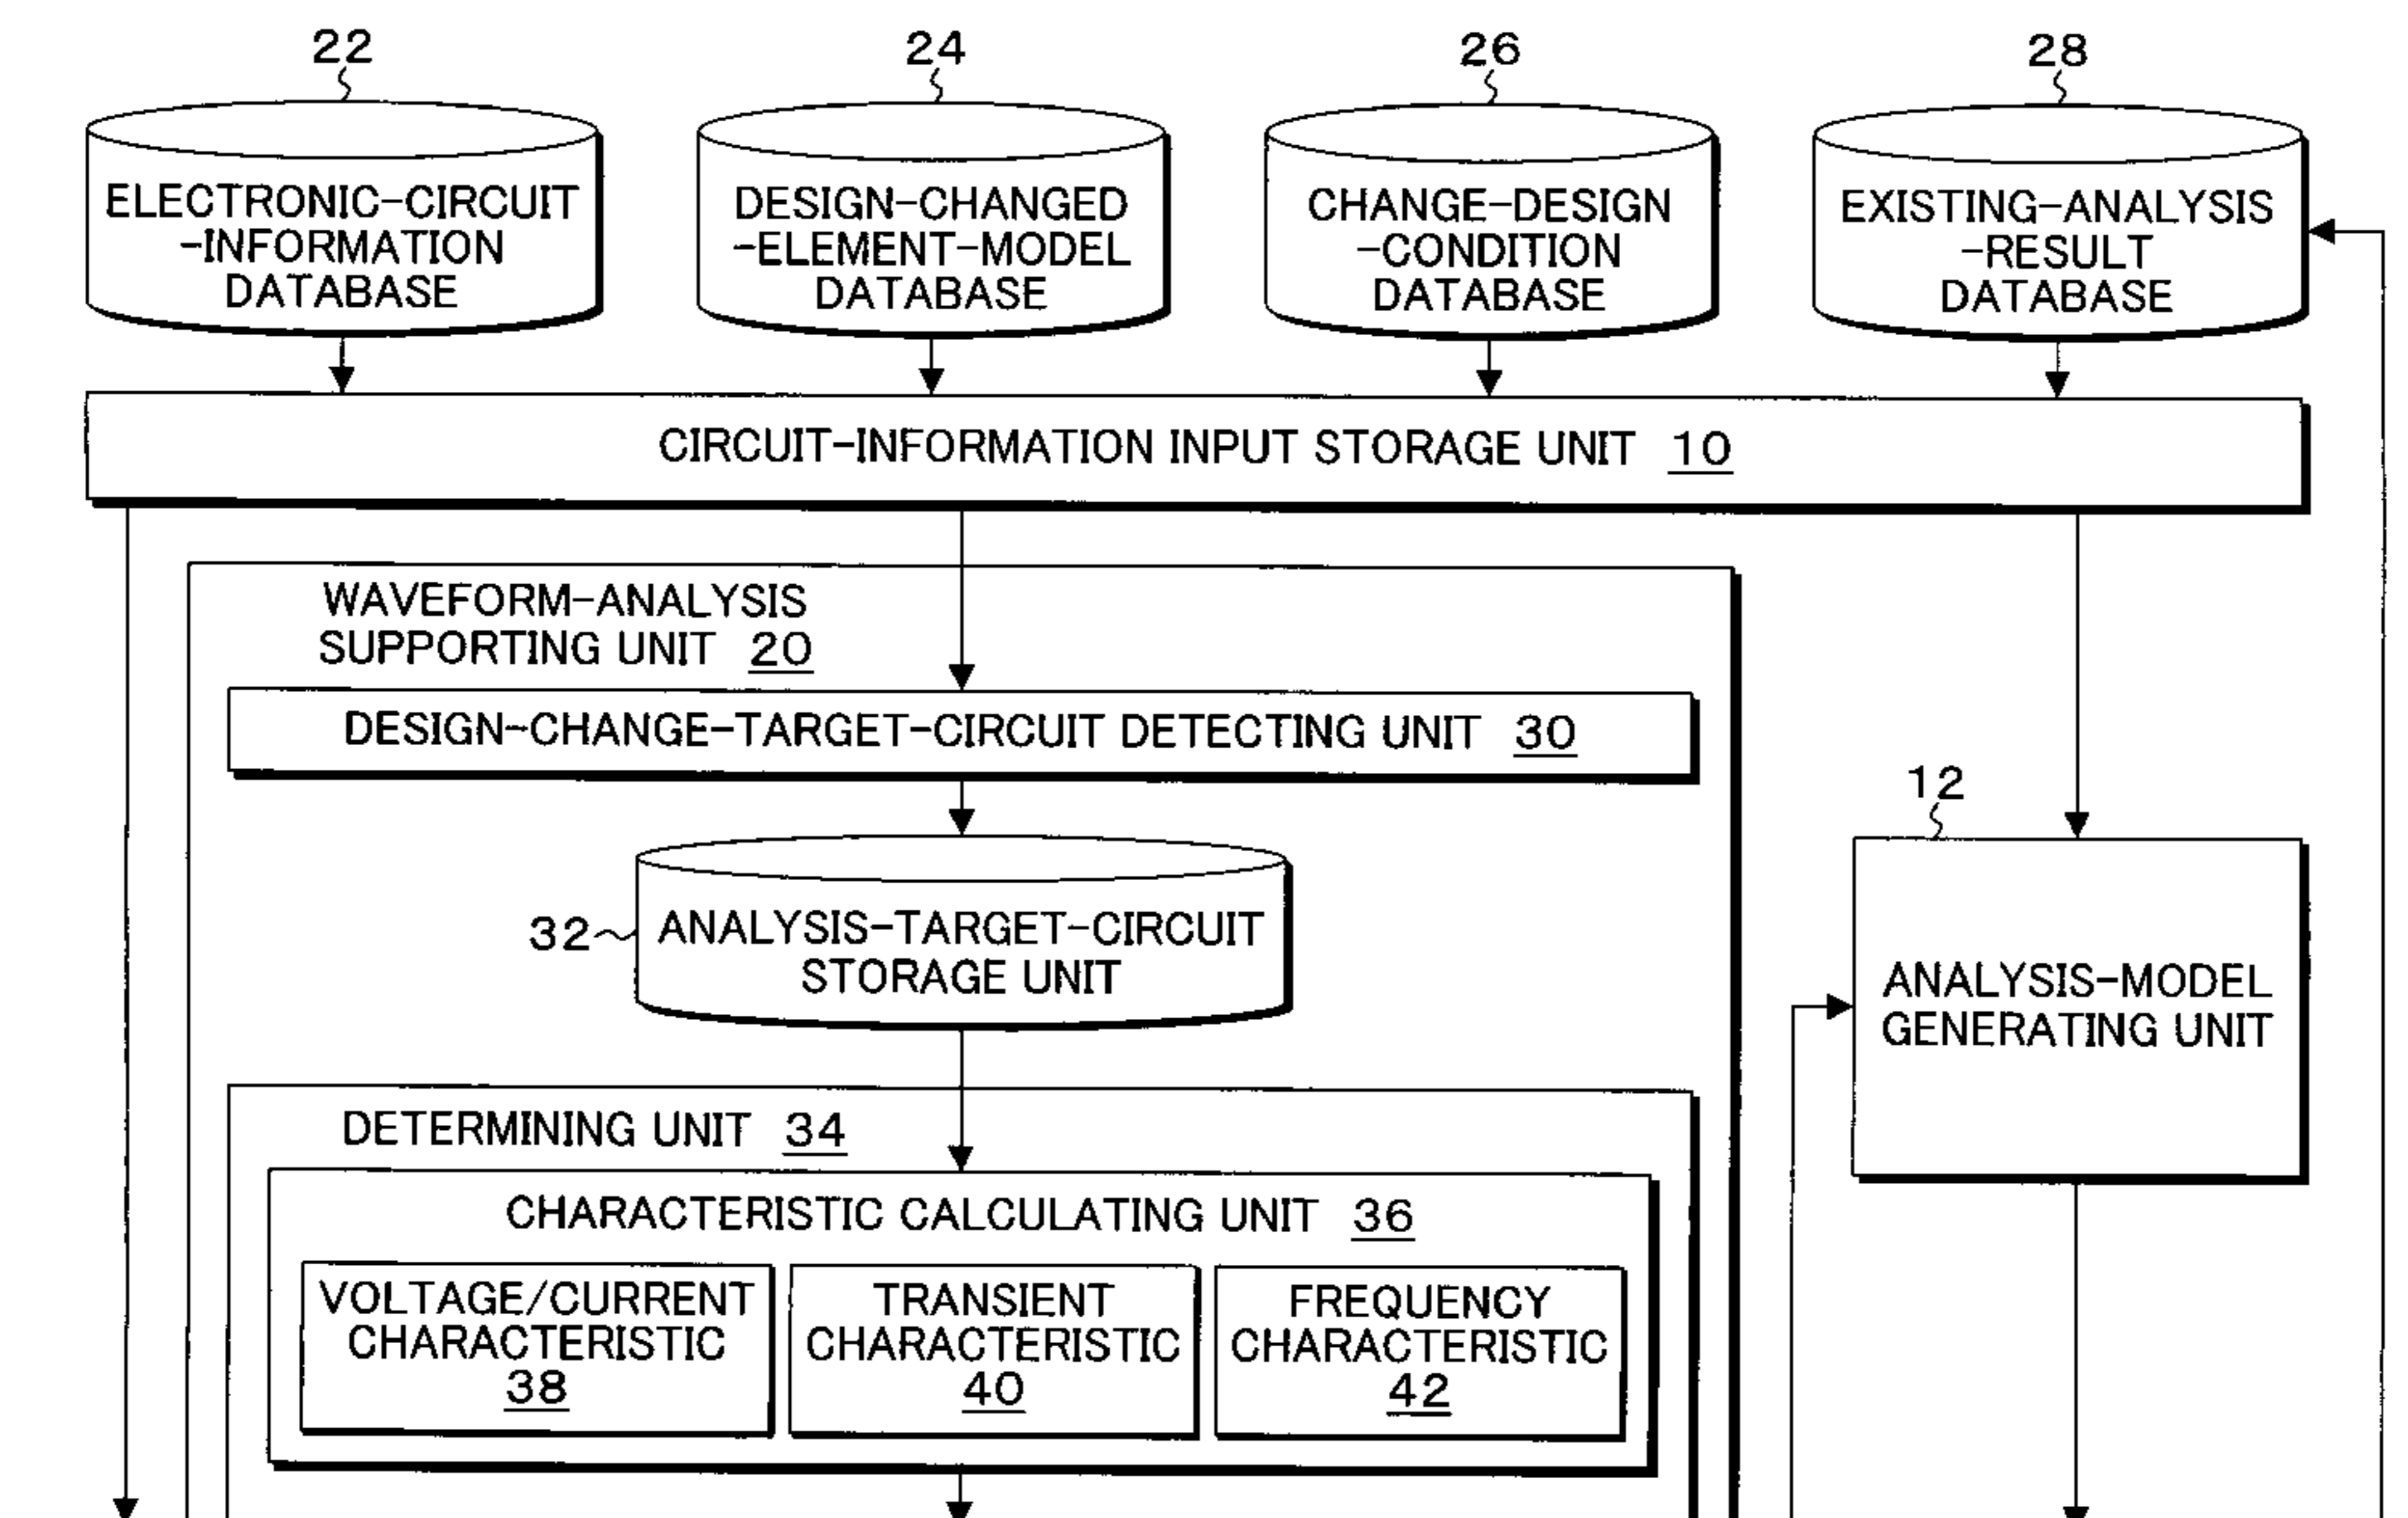 22
24
26
28
ELECTRONIC-CIRCUIT
-INFORMATION
DATABASE
DESIGN-CHANGED
-ELEMENT-MODEL
DATABASE
CHANGE-DESIGN
-CONDITION
DATABASE
EXISTING-ANALYSIS
-RESULT
DATABASE
CIRCUIT-INFORMATION INPUT STORAGE UNIT 10
WAVEFORM-ANALYSIS
SUPPORTING UNIT 20
DESIGN-CHANGE-TARGET-CIRCUIT DETECTING UNIT 30
12
32
ANALYSIS-TARGET-CIRCUIT
STORAGE UNIT
ANALYSIS-MODEL
GENERATING UNIT
DETERMINING UNIT 34
CHARACTERISTIC CALCULATING UNIT 36
VOLTAGE/CURRENT
CHARACTERISTIC
38
TRANSIENT
CHARACTERISTIC
40
FREQUENCY
CHARACTERISTIC
42